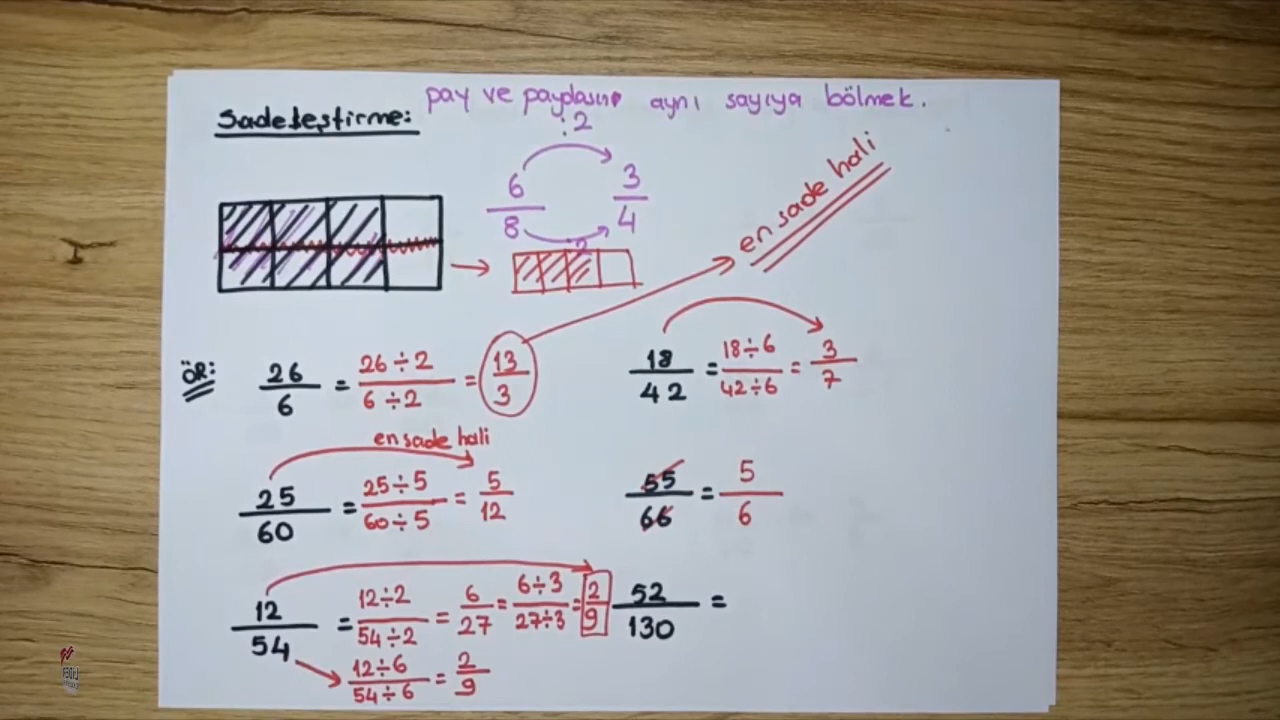 Sadeleştirme: pay ve paydasını aynı sayıya bölmek.
6/8 ÷2 ÷2 3/4
en sade hali
ÖR: 26/6 = 26÷2/6÷2 = 13/3
18/42 = 18÷6/42÷6 = 3/7
en sade hali
25/60 = 25÷5/60÷5 = 5/12
55/66 = 5/6
12/54 = 12÷2/54÷2 = 6/27 = 6÷3/27÷3 = 2/9
12÷6/54÷6 = 2/9
52/130 =